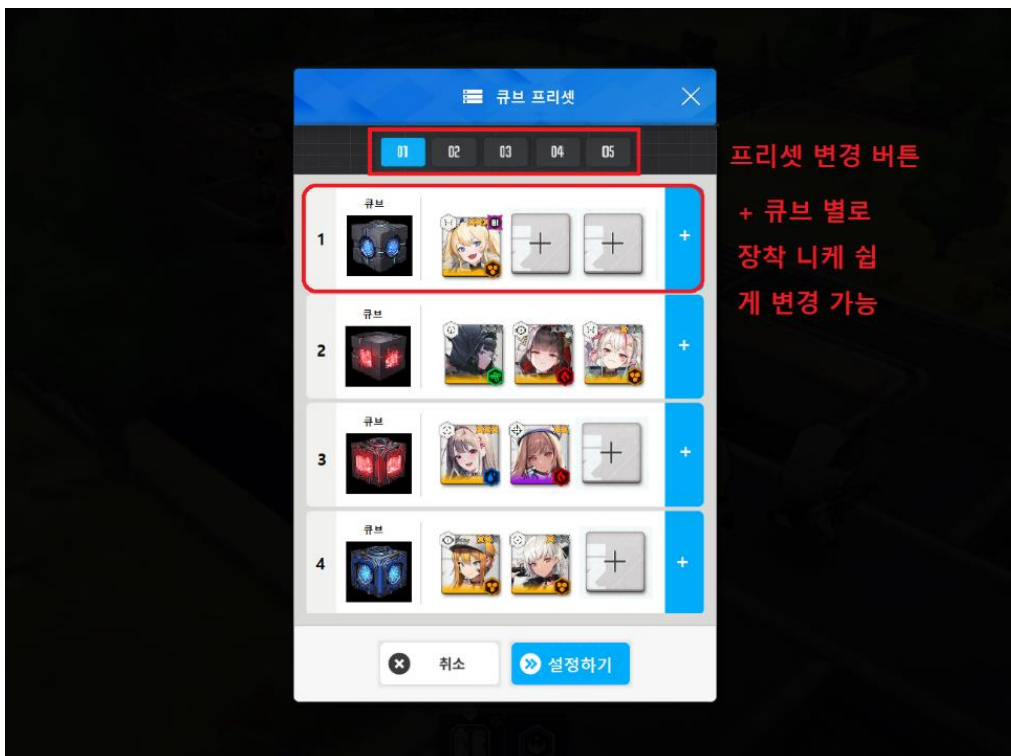 큐브 프리셋
01 02 03 04 05
프리셋 변경 버튼
+ 큐브 별로
장착 니케 쉽
게 변경 가능
큐브
1
+
큐브
2
+
큐브
3
+
큐브
4
+
취소
설정하기